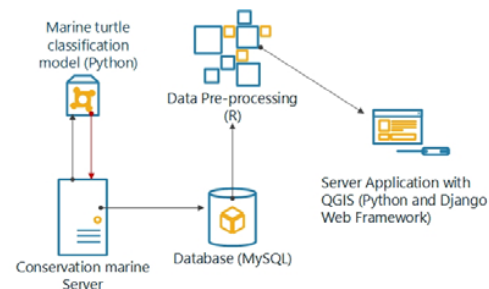 Marine turtle
classification
model (Python)
Data Pre-processing
(R)
Server Application with
QGIS (Python and Django
Web Framework)
Database (MySQL)
Conservation marine
Server